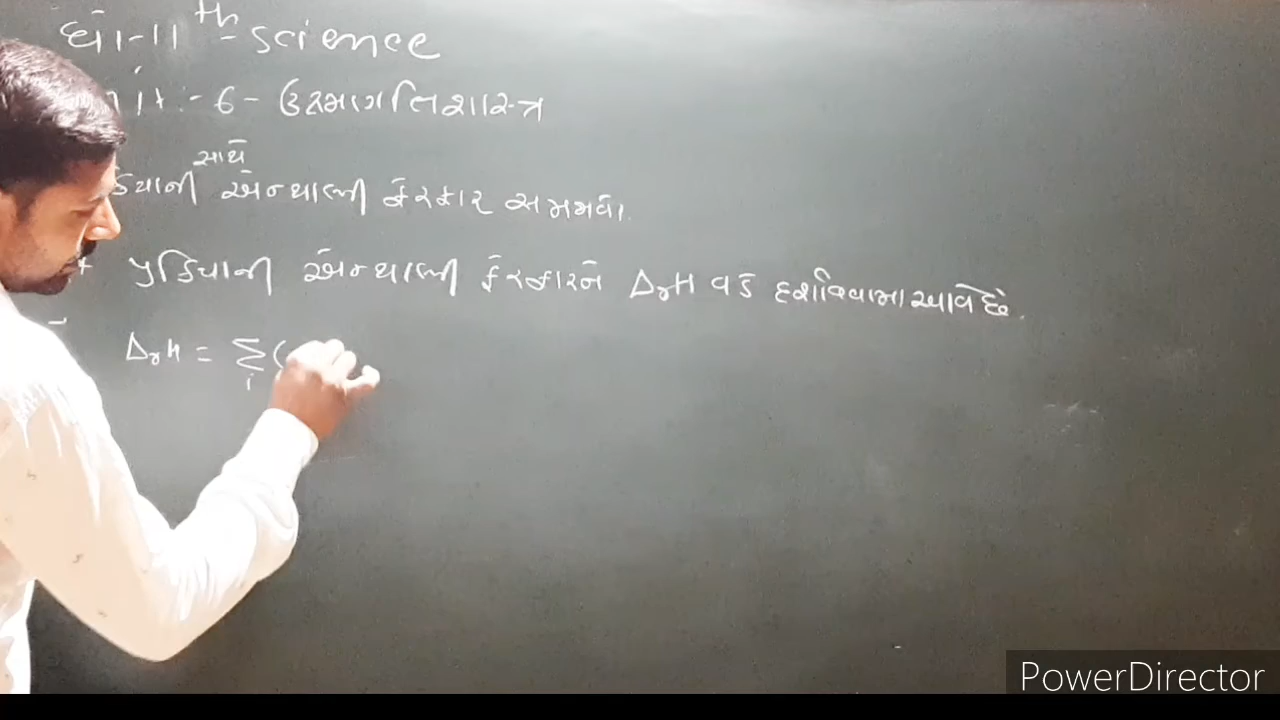 ધો-11th - science
- 6 - ઉષ્માગતિશાસ્ત્ર
સાથે
એન્થાલ્પી ફેરફાર સમજાવો.
પ્રક્રિયાની એન્થાલ્પી ફેરફારને ΔrH વડે દર્શાવવામા આવે છે.
ΔrH = Σi (
PowerDirector